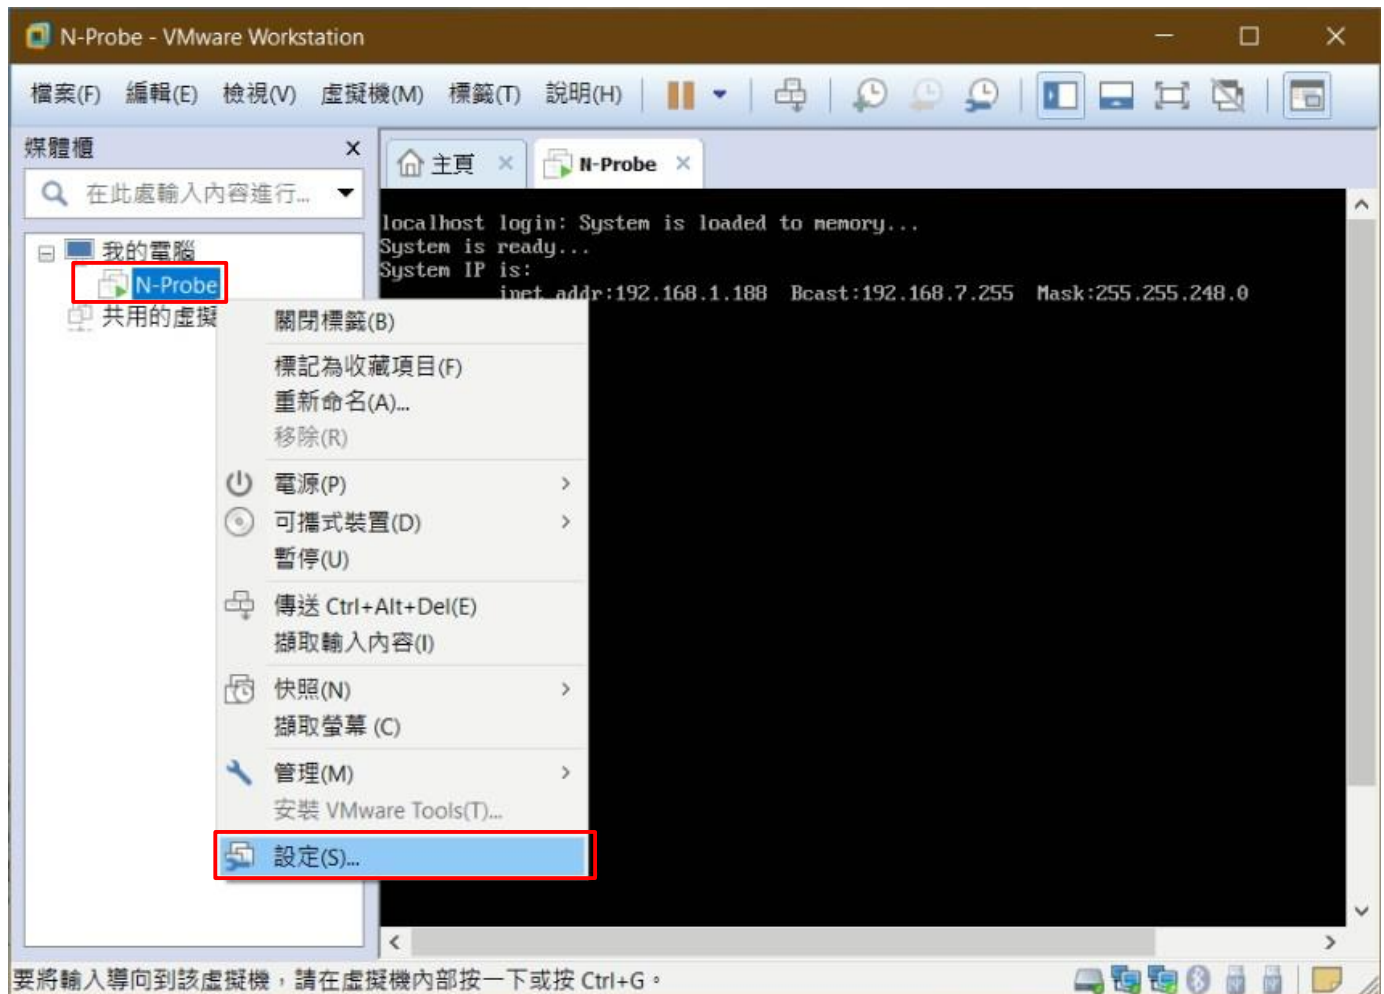 N-Probe - VMware Workstation
檔案(F) 編輯(E) 檢視(V) 虛擬機(M) 標籤(T) 說明(H)
媒體櫃
在此處輸入內容進行...
我的電腦
N-Probe
共用的虛擬
主頁
N-Probe
localhost login: System is loaded to memory...
System is ready...
System IP is:
inet addr:192.168.1.188 Bcast:192.168.7.255 Mask:255.255.248.0
關閉標籤(B)
標記為收藏項目(F)
重新命名(A)...
移除(R)
電源(P)
可攜式裝置(D)
暫停(U)
傳送 Ctrl+Alt+Del(E)
擷取輸入內容(I)
快照(N)
擷取螢幕 (C)
管理(M)
安裝 VMware Tools(T)...
設定(S)...
要將輸入導向到該虛擬機，請在虛擬機內部按一下或按 Ctrl+G。